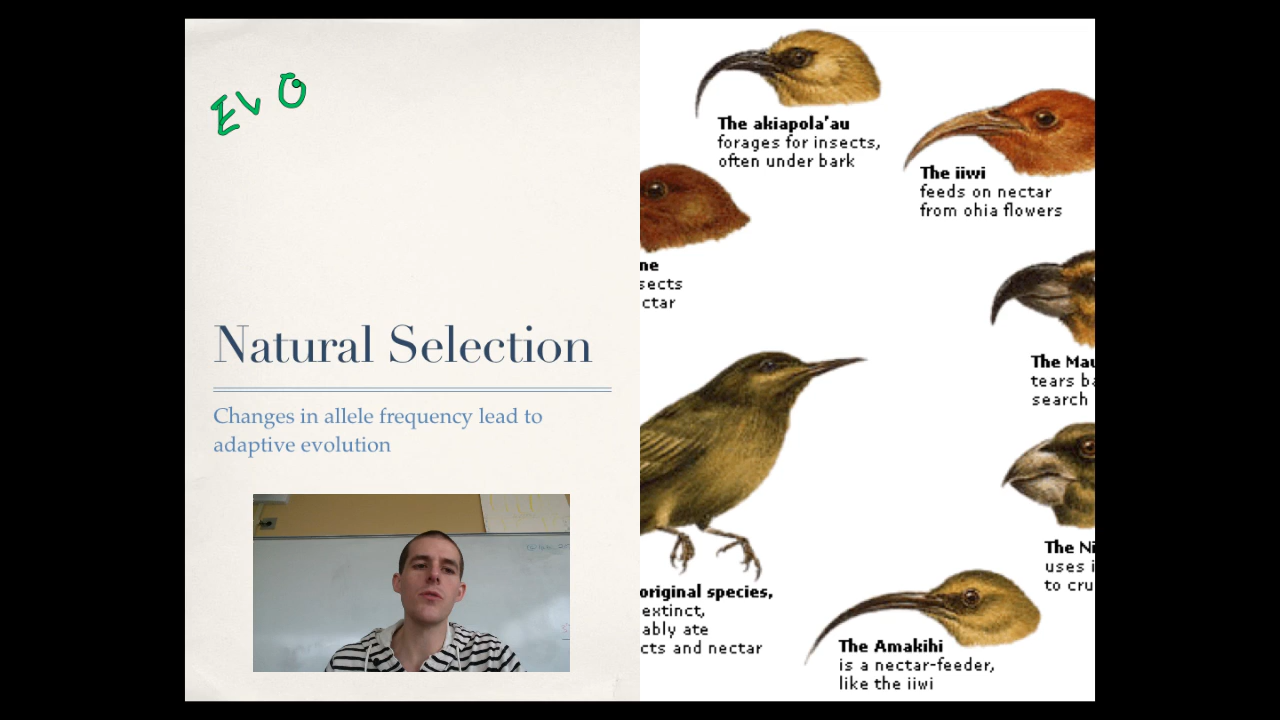 EVO
Natural Selection
Changes in allele frequency lead to
adaptive evolution
The akiapola'au
forages for insects,
often under bark
The iiwi
feeds on nectar
from ohia flowers
ne
sects
ctar
The Mau
tears ba
search
The Ni
uses i
to cru
original species,
extinct,
ably ate
cts and nectar
The Amakihi
is a nectar-feeder,
like the iiwi